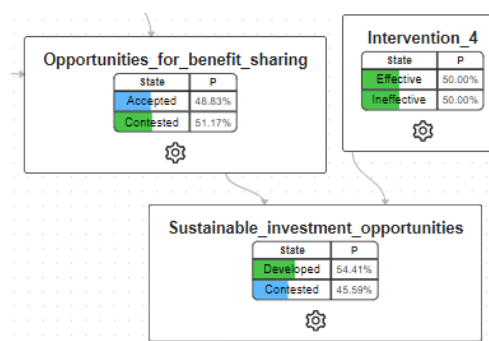 Opportunities_for_benefit_sharing
State P
Accepted 48.83%
Contested 51.17%
Intervention_4
State P
Effective 50.00%
Ineffective 50.00%
Sustainable_investment_opportunities
State P
Developed 54.41%
Contested 45.59%